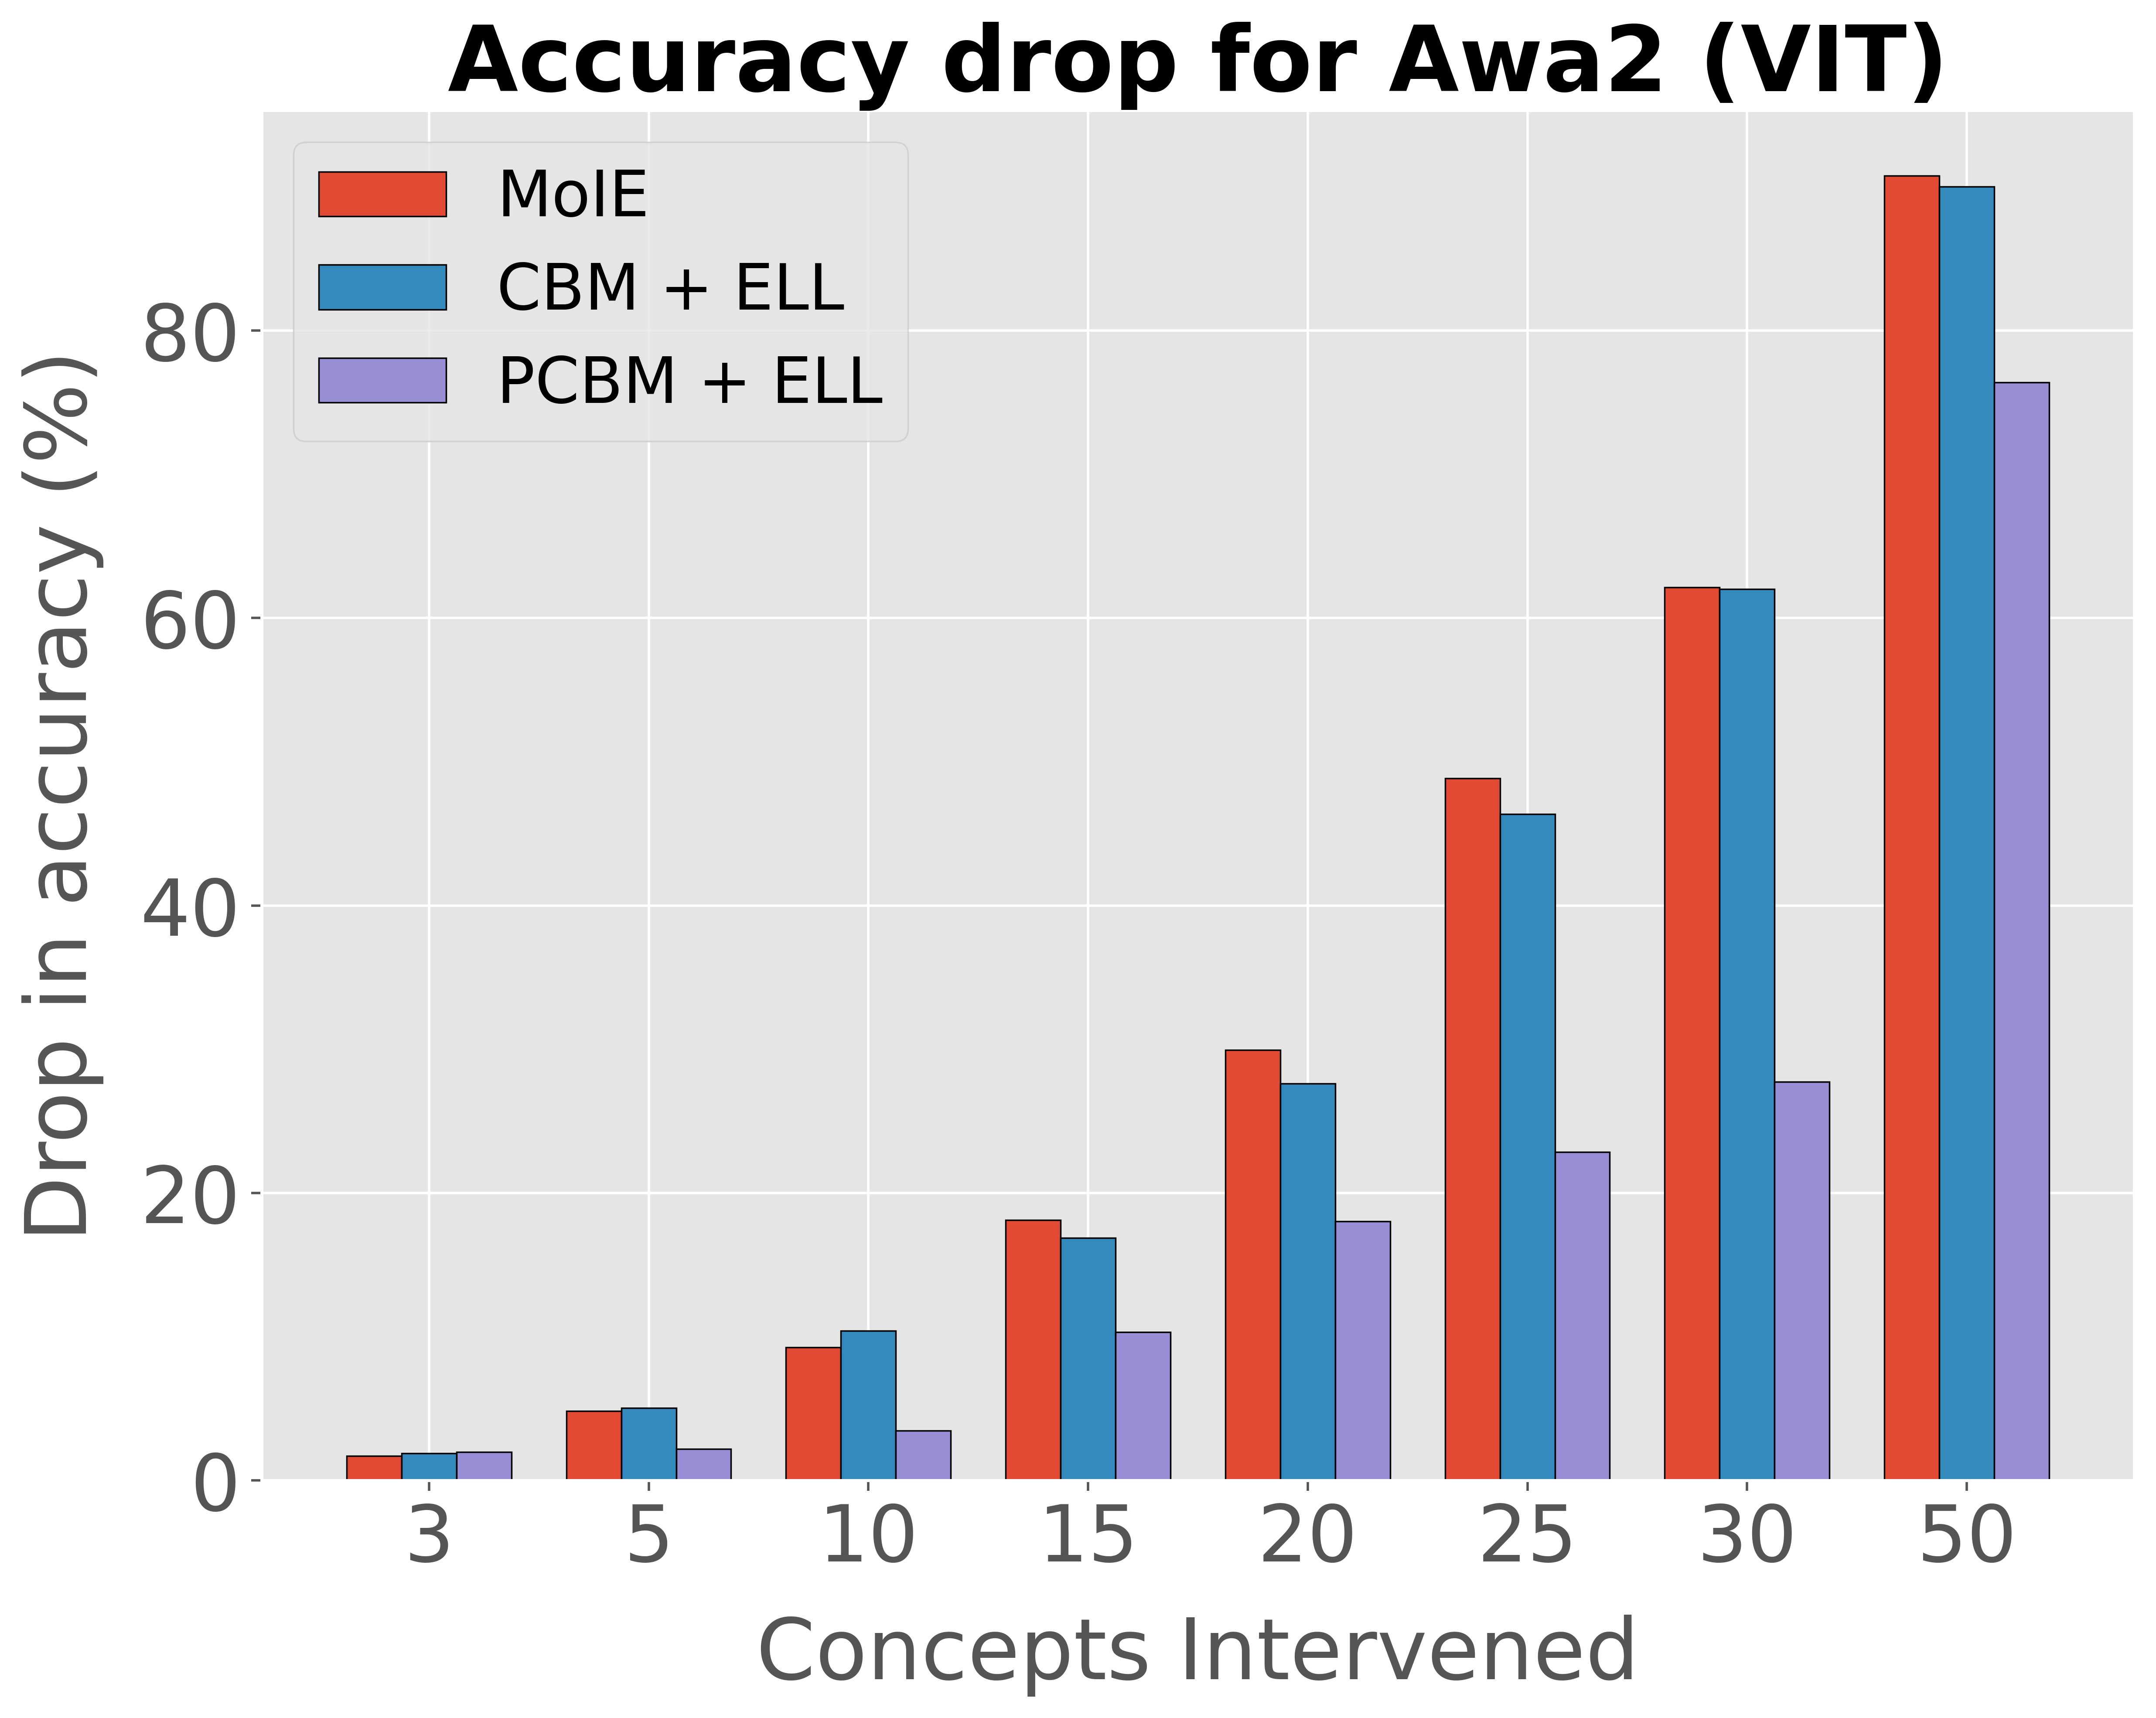 Accuracy drop for Awa2 (VIT)
MoIE
CBM + ELL
PCBM + ELL
Drop in accuracy (%)
80
60
40
20
0
3 5 10 15 20 25 30 50
Concepts Intervened